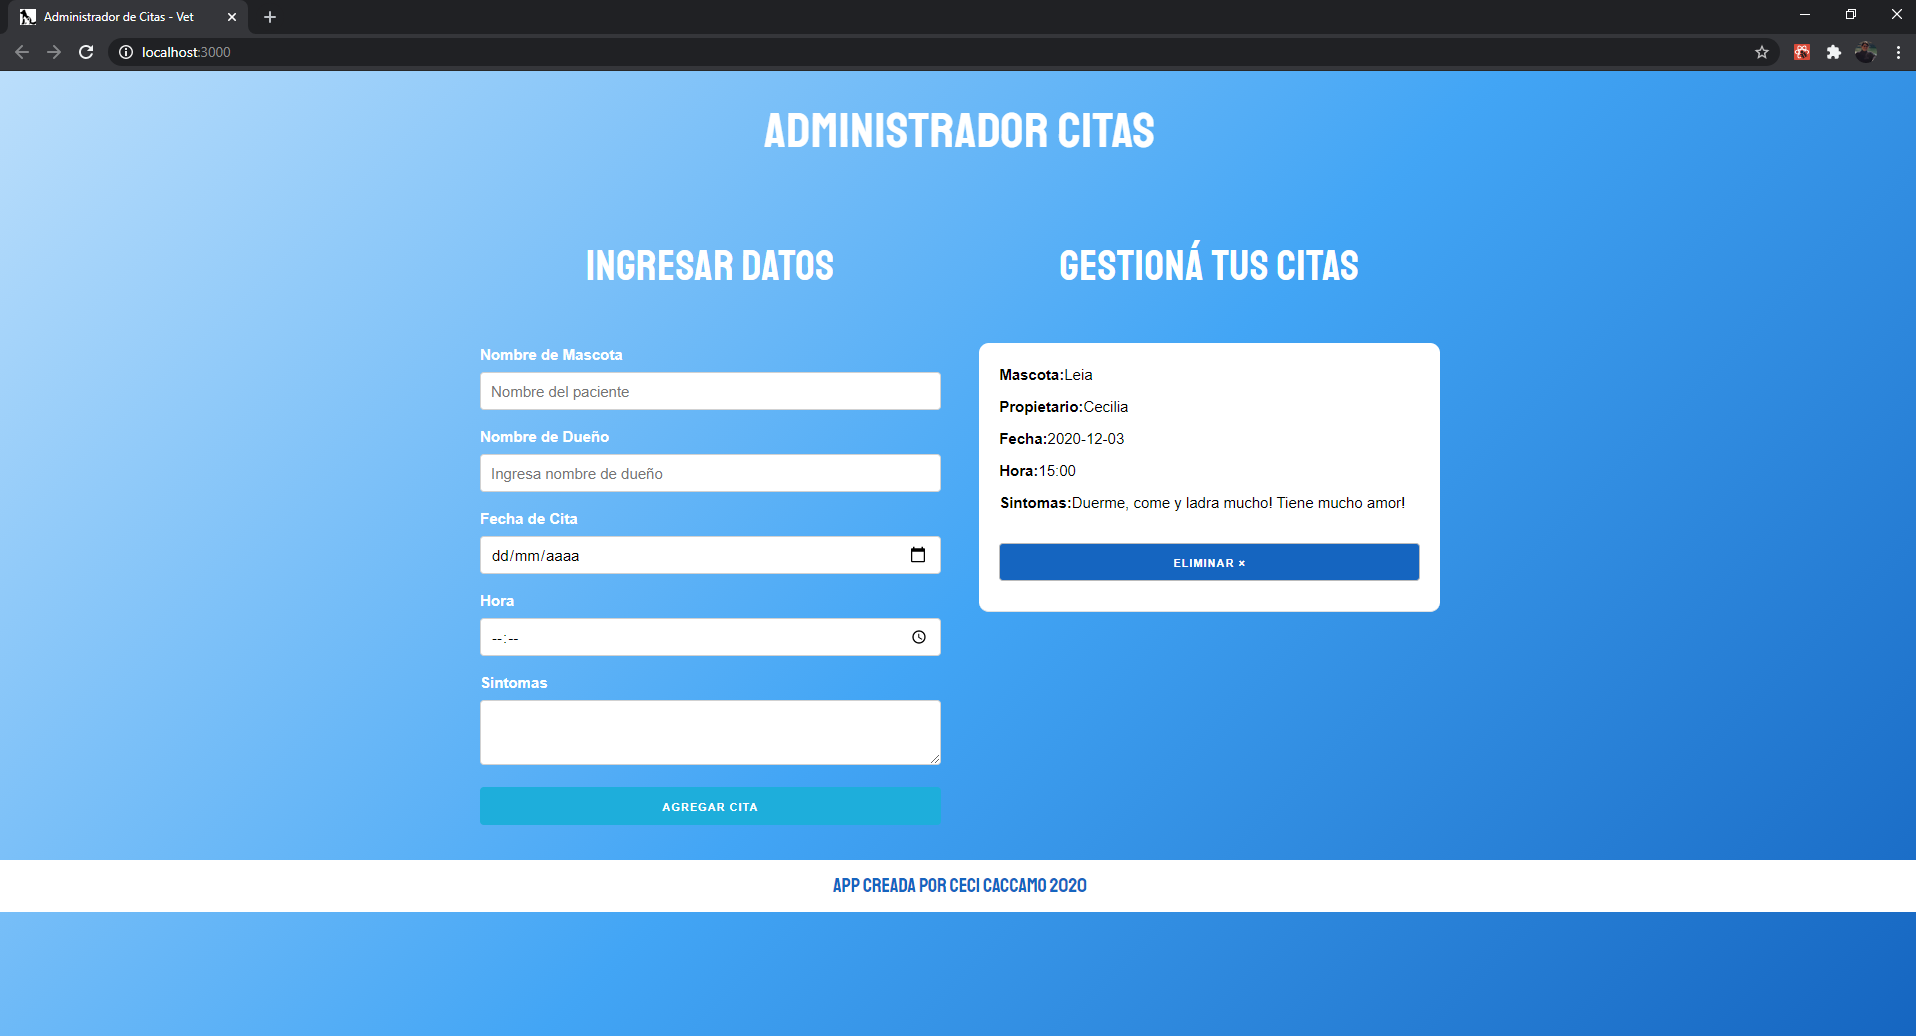 Administrador de Citas - Vet
localhost:3000
ADMINISTRADOR CITAS
INGRESAR DATOS
Nombre de Mascota
Nombre del paciente
Nombre de Dueño
Ingresa nombre de dueño
Fecha de Cita
dd/mm/aaaa
Hora
--:--
Sintomas
AGREGAR CITA
GESTIONÁ TUS CITAS
Mascota:Leia
Propietario:Cecilia
Fecha:2020-12-03
Hora:15:00
Sintomas:Duerme, come y ladra mucho! Tiene mucho amor!
ELIMINAR ×
APP CREADA POR CECI CACCAMO 2020